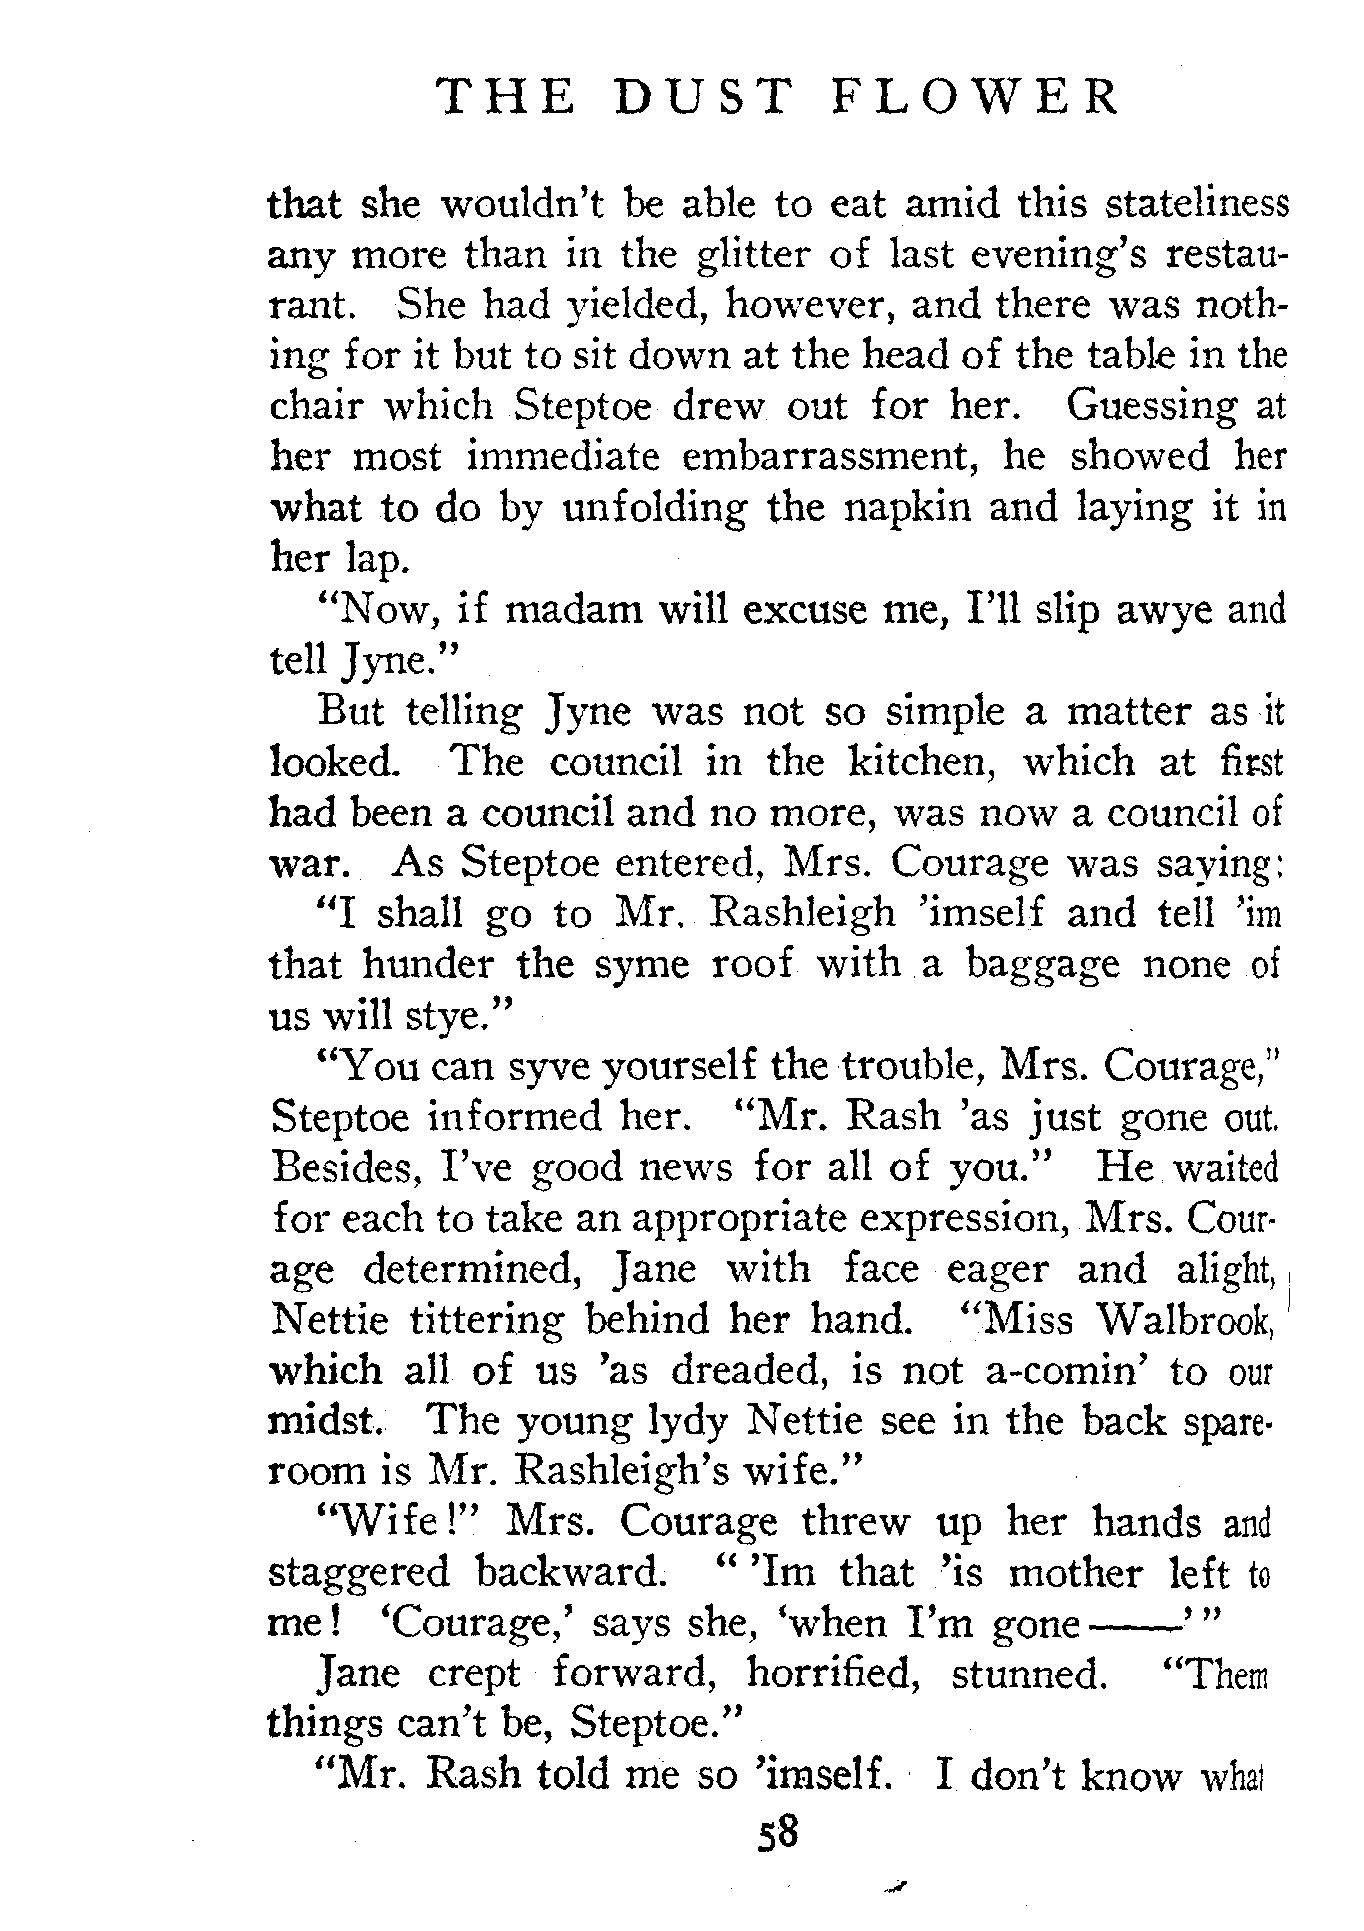 THE DUST FLOWER
that she wouldn't be able to eat amid this stateliness
any more than in the glitter of last evening's restau-
rant. She had yielded, however, and there was noth-
ing for it but to sit down at the head of the table in the
chair which Steptoe drew out for her. Guessing at
her most immediate embarrassment, he showed her
what to do by unfolding the napkin and laying it in
her lap.
"Now, if madam will excuse me, I'll slip awye and
tell Jyne."
But telling Jyne was not so simple a matter as it
looked. The council in the kitchen, which at first
had been a council and no more, was now a council of
war. As Steptoe entered, Mrs. Courage was saying:
"I shall go to Mr. Rashleigh 'imself and tell 'im
that hunder the syme roof with a baggage none of
us will stye."
"You can syve yourself the trouble, Mrs. Courage,"
Steptoe informed her. "Mr. Rash 'as just gone out.
Besides, I've good news for all of you." He waited
for each to take an appropriate expression, Mrs. Cour-
age determined, Jane with face eager and alight,
Nettie tittering behind her hand. "Miss Walbrook,
which all of us 'as dreaded, is not a-comin' to our
midst. The young lydy Nettie see in the back spare-
room is Mr. Rashleigh's wife."
"Wife!" Mrs. Courage threw up her hands and
staggered backward. " 'Im that 'is mother left to
me! 'Courage,' says she, 'when I'm gone——' "
Jane crept forward, horrified, stunned. "Them
things can't be, Steptoe."
"Mr. Rash told me so 'imself. I don't know what
58